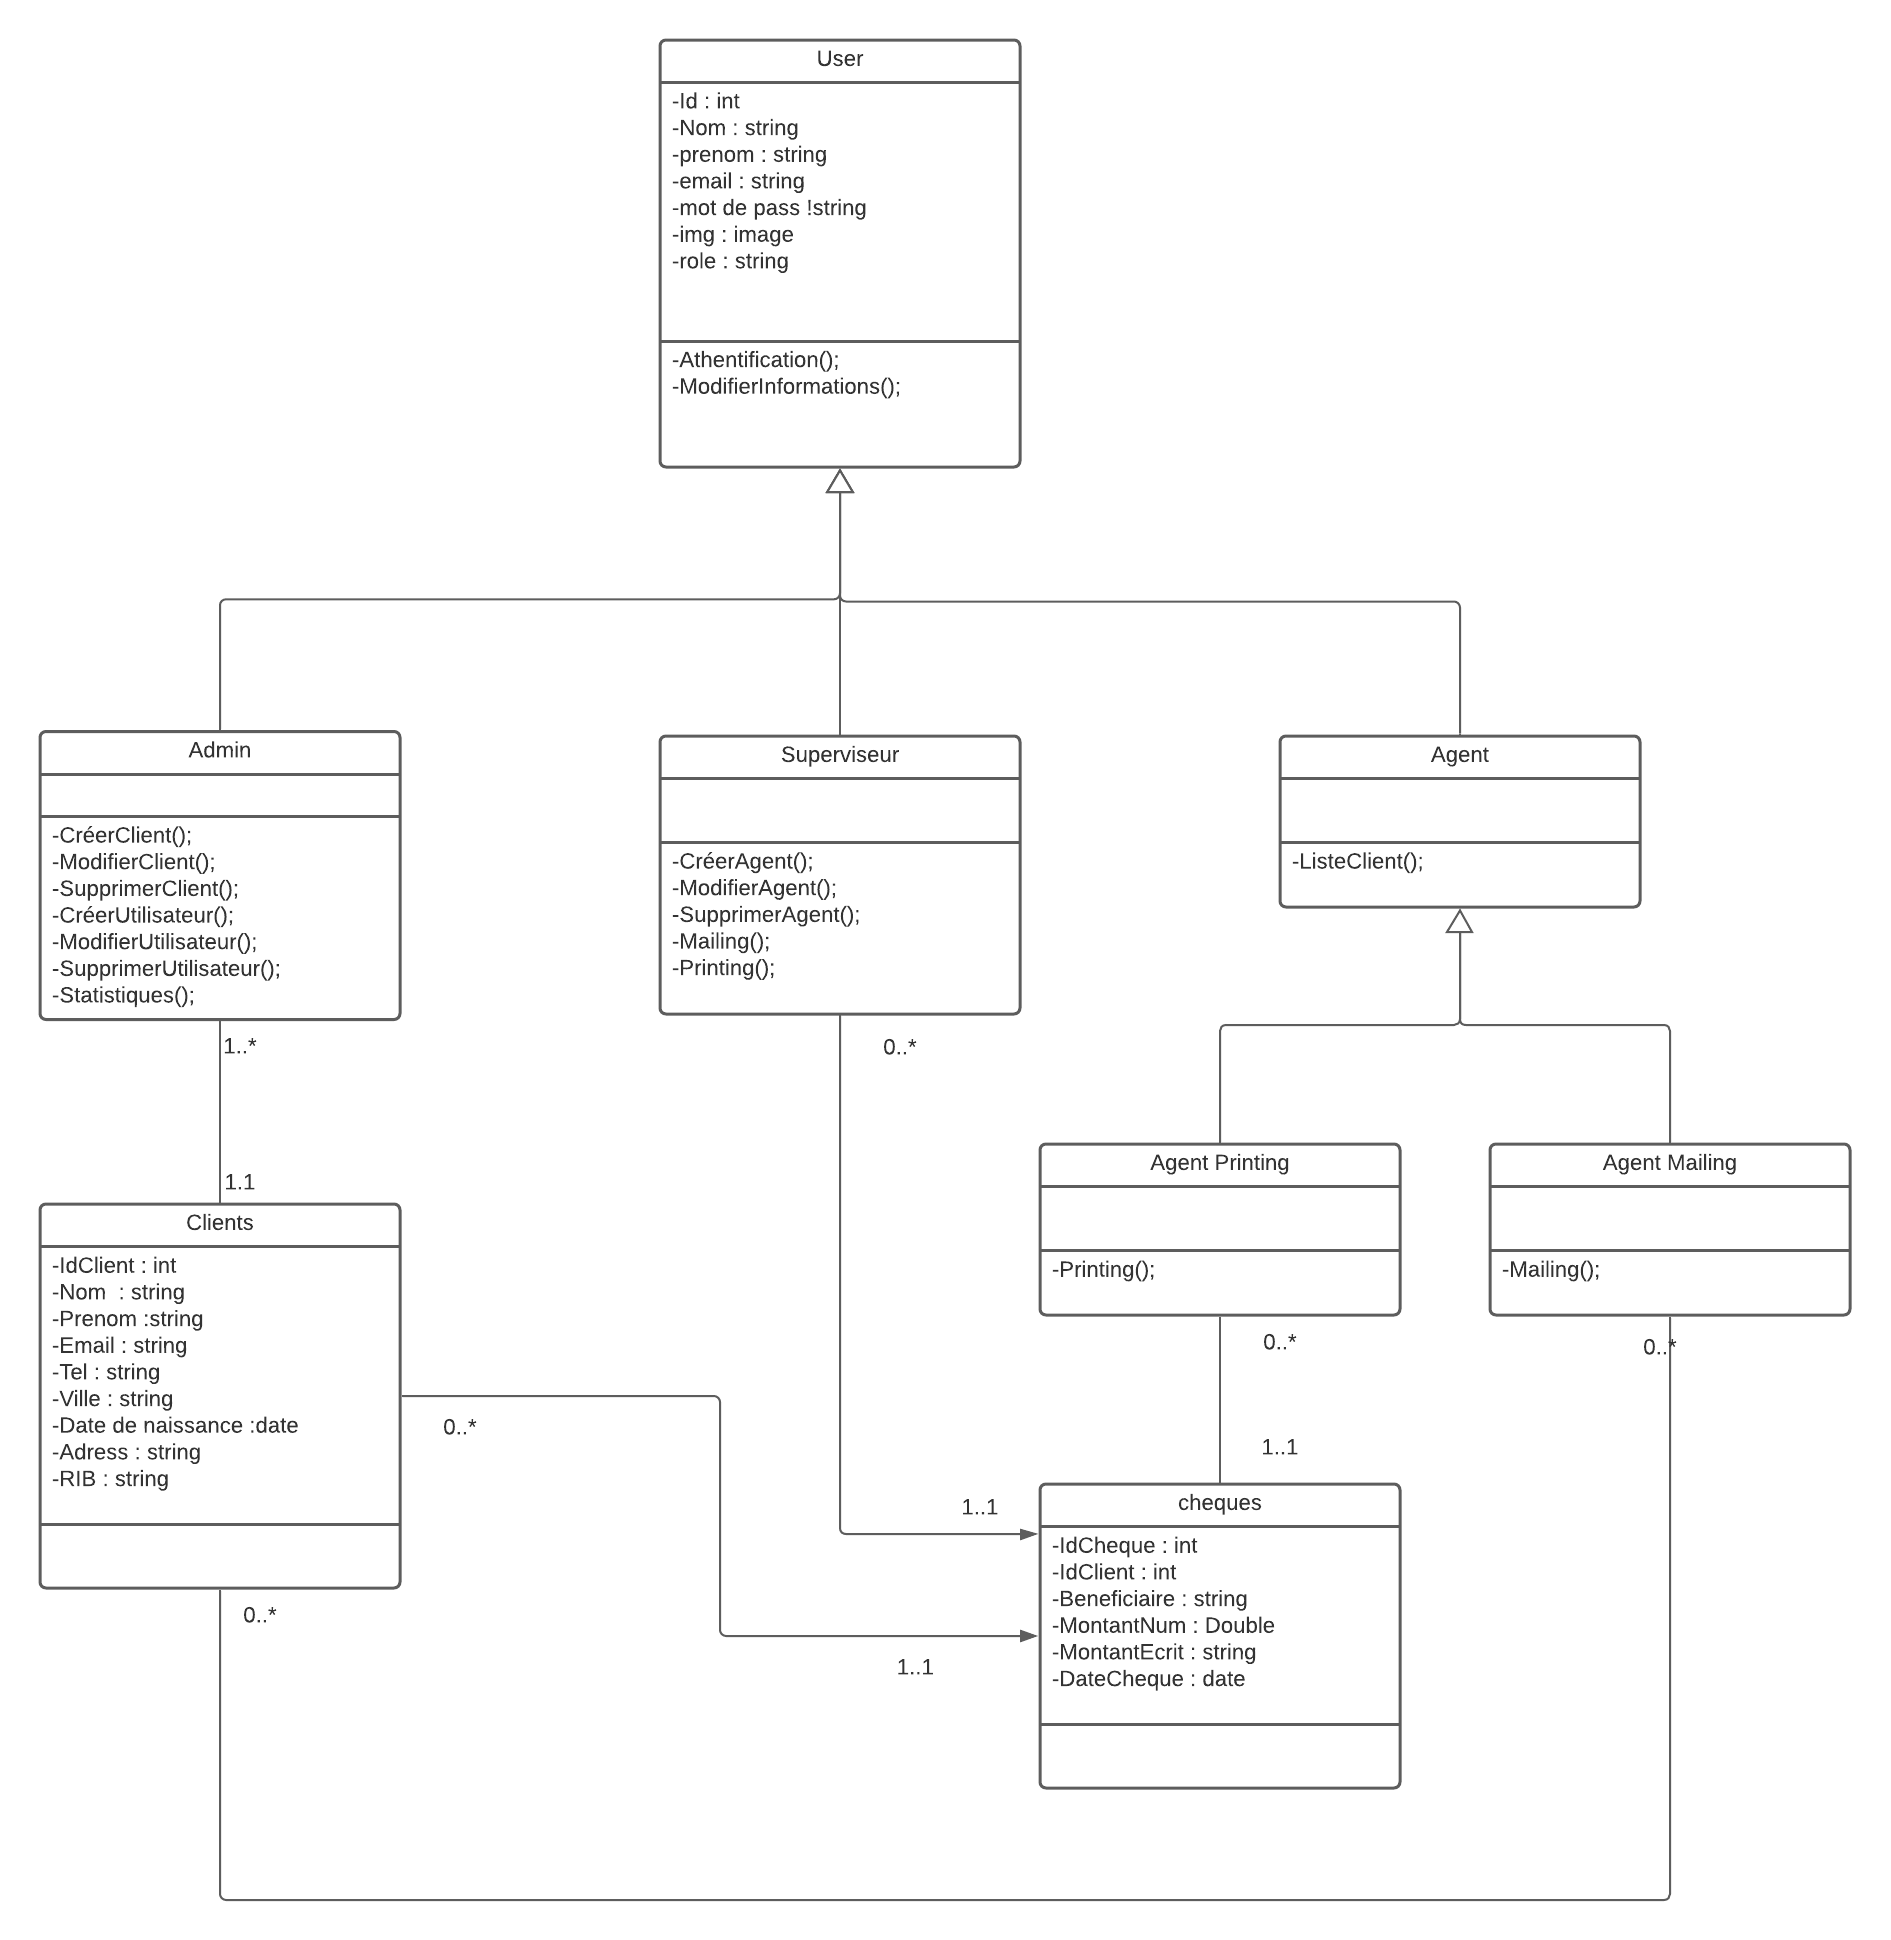 User
-Id : int
-Nom : string
-prenom : string
-email : string
-mot de pass !string
-img : image
-role : string
-Athentification();
-ModifierInformations();
Admin
-CréerClient();
-ModifierClient();
-SupprimerClient();
-CréerUtilisateur();
-ModifierUtilisateur();
-SupprimerUtilisateur();
-Statistiques();
Superviseur
-CréerAgent();
-ModifierAgent();
-SupprimerAgent();
-Mailing();
-Printing();
Agent
-ListeClient();
1..*
0..*
1.1
Agent Printing
-Printing();
Agent Mailing
-Mailing();
Clients
-IdClient : int
-Nom  : string
-Prenom :string
-Email : string
-Tel : string
-Ville : string
-Date de naissance :date
-Adress : string
-RIB : string
0..*
0..*
0..*
1..1
1..1
cheques
-IdCheque : int
-IdClient : int
-Beneficiaire : string
-MontantNum : Double
-MontantEcrit : string
-DateCheque : date
0..*
1..1